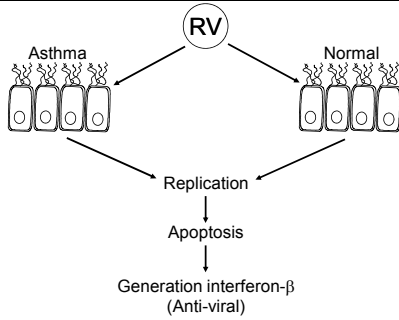 RV
Asthma
Normal
Replication
Apoptosis
Generation interferon-β
(Anti-viral)